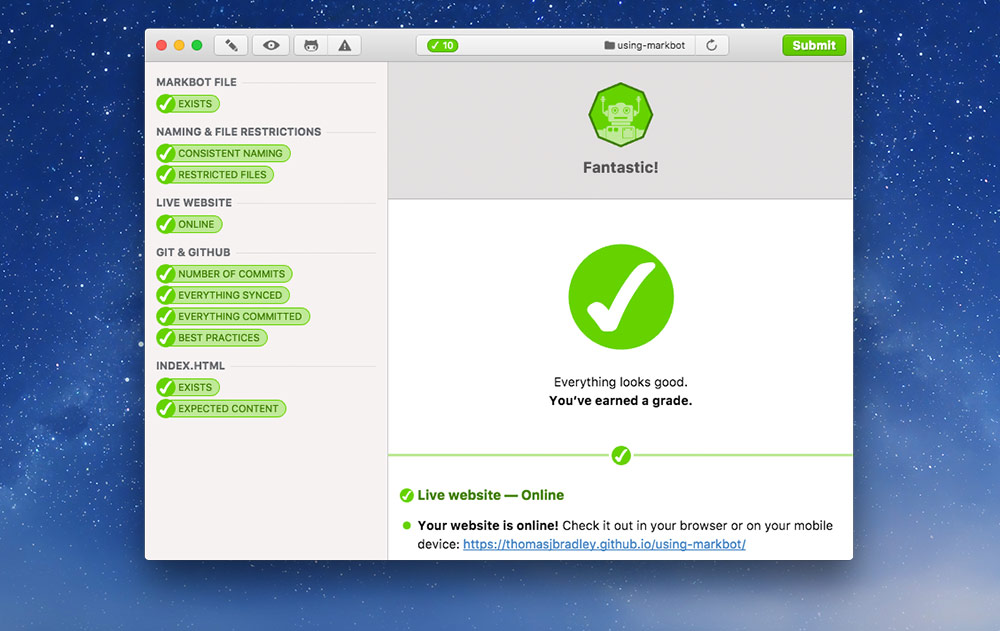 10
using-markbot
Submit
MARKBOT FILE
EXISTS
NAMING & FILE RESTRICTIONS
CONSISTENT NAMING
RESTRICTED FILES
LIVE WEBSITE
ONLINE
GIT & GITHUB
NUMBER OF COMMITS
EVERYTHING SYNCED
EVERYTHING COMMITTED
BEST PRACTICES
INDEX.HTML
EXISTS
EXPECTED CONTENT
Fantastic!
Everything looks good.
You’ve earned a grade.
Live website — Online
Your website is online! Check it out in your browser or on your mobile
device: https://thomasjbradley.github.io/using-markbot/